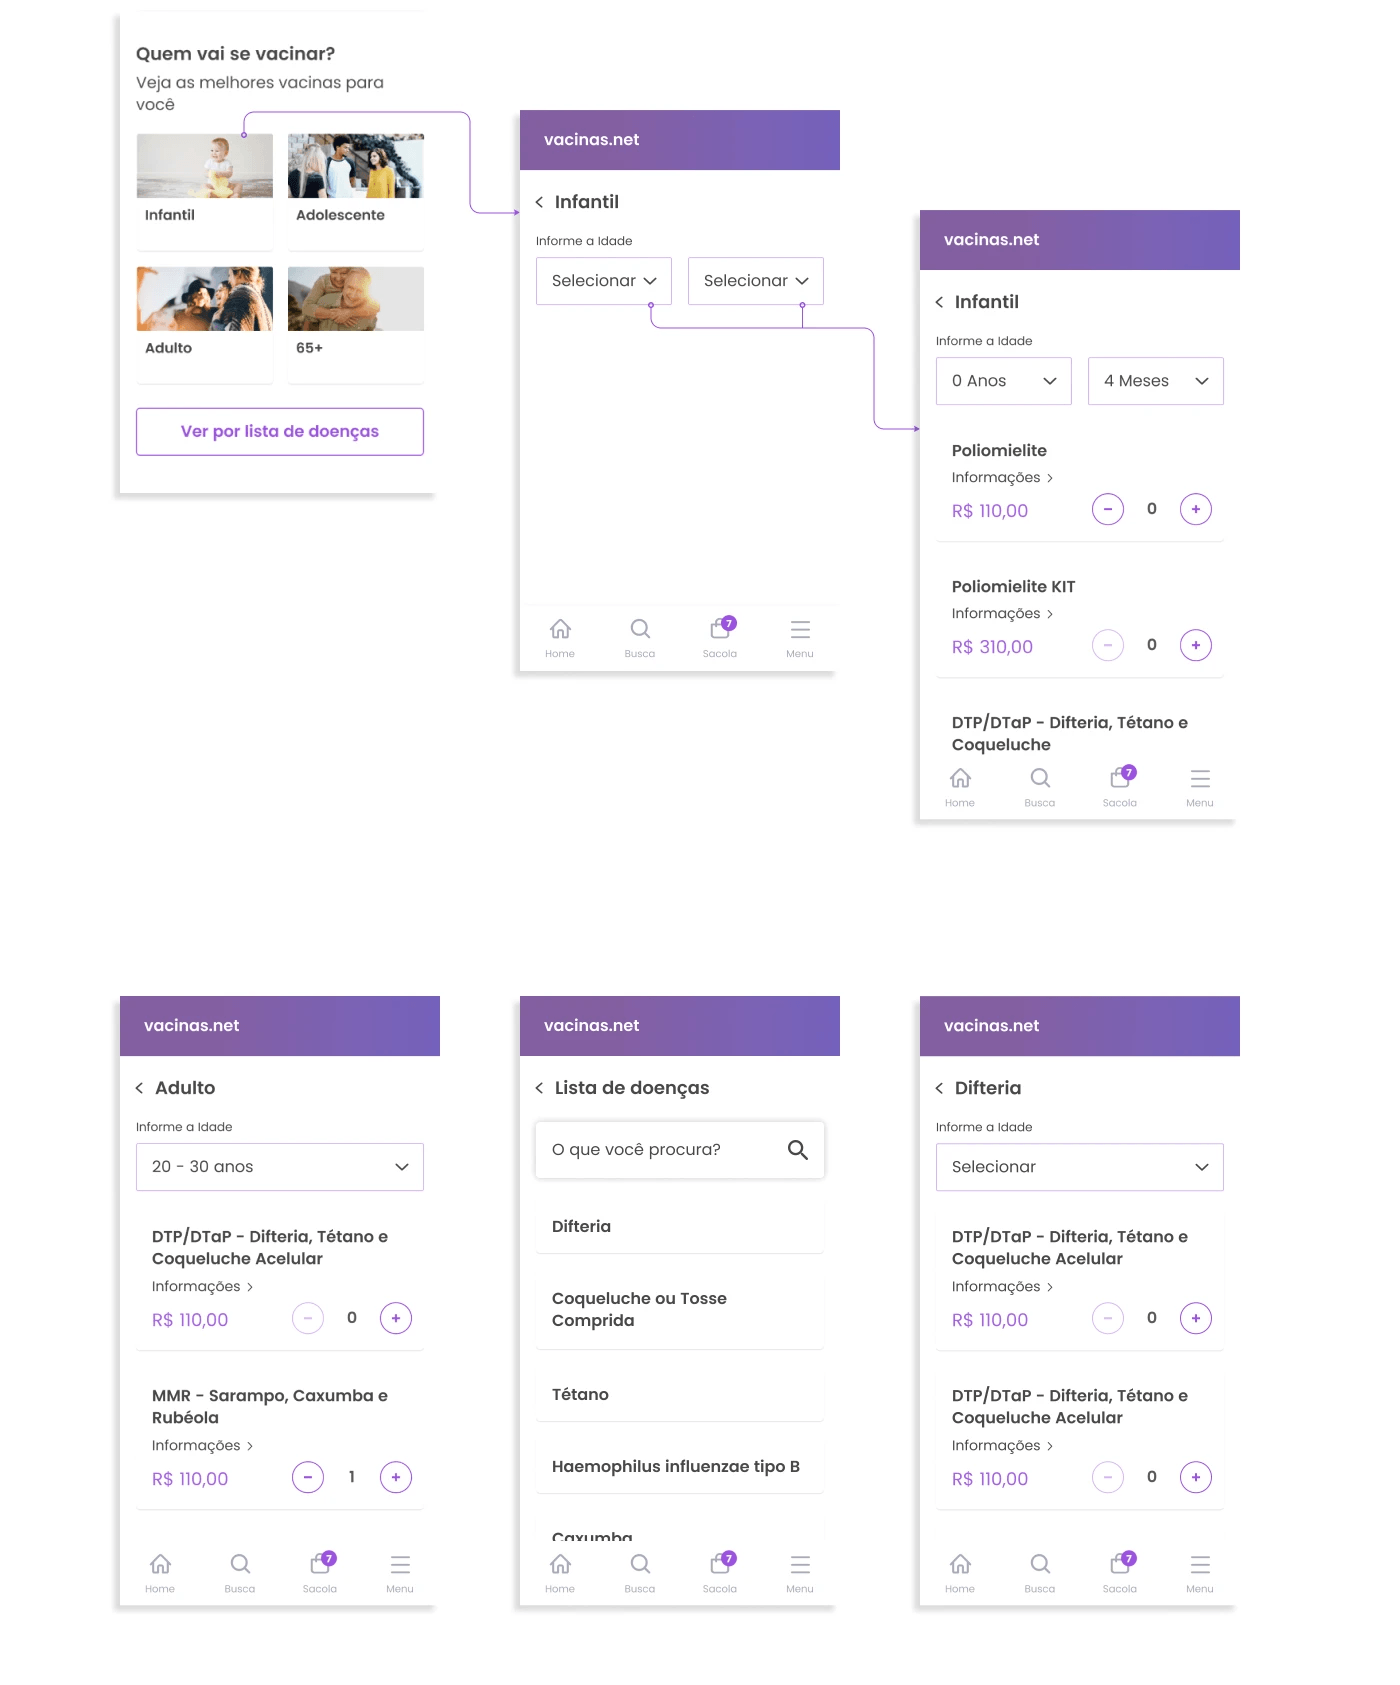 Quem vai se vacinar?
Veja as melhores vacinas para
você
Infantil
Adolescente
Adulto
65+
Ver por lista de doenças
vacinas.net
Infantil
Informe a Idade
Selecionar
Selecionar
7
Home
Busca
Sacola
Menu
vacinas.net
Infantil
Informe a Idade
0 Anos
4 Meses
Poliomielite
Informações
R$ 110,00
0
Poliomielite KIT
Informações
R$ 310,00
0
DTP/DTaP - Difteria, Tétano e
Coqueluche
7
Home
Busca
Sacola
Menu
vacinas.net
Adulto
Informe a Idade
20 - 30 anos
DTP/DTaP - Difteria, Tétano e
Coqueluche Acelular
Informações
R$ 110,00
0
MMR - Sarampo, Caxumba e
Rubéola
Informações
R$ 110,00
1
7
Home
Busca
Sacola
Menu
vacinas.net
Lista de doenças
O que você procura?
Difteria
Coqueluche ou Tosse
Comprida
Tétano
Haemophilus influenzae tipo B
Caxumba
7
Home
Busca
Sacola
Menu
vacinas.net
Difteria
Informe a Idade
Selecionar
DTP/DTaP - Difteria, Tétano e
Coqueluche Acelular
Informações
R$ 110,00
0
DTP/DTaP - Difteria, Tétano e
Coqueluche Acelular
Informações
R$ 110,00
0
7
Home
Busca
Sacola
Menu